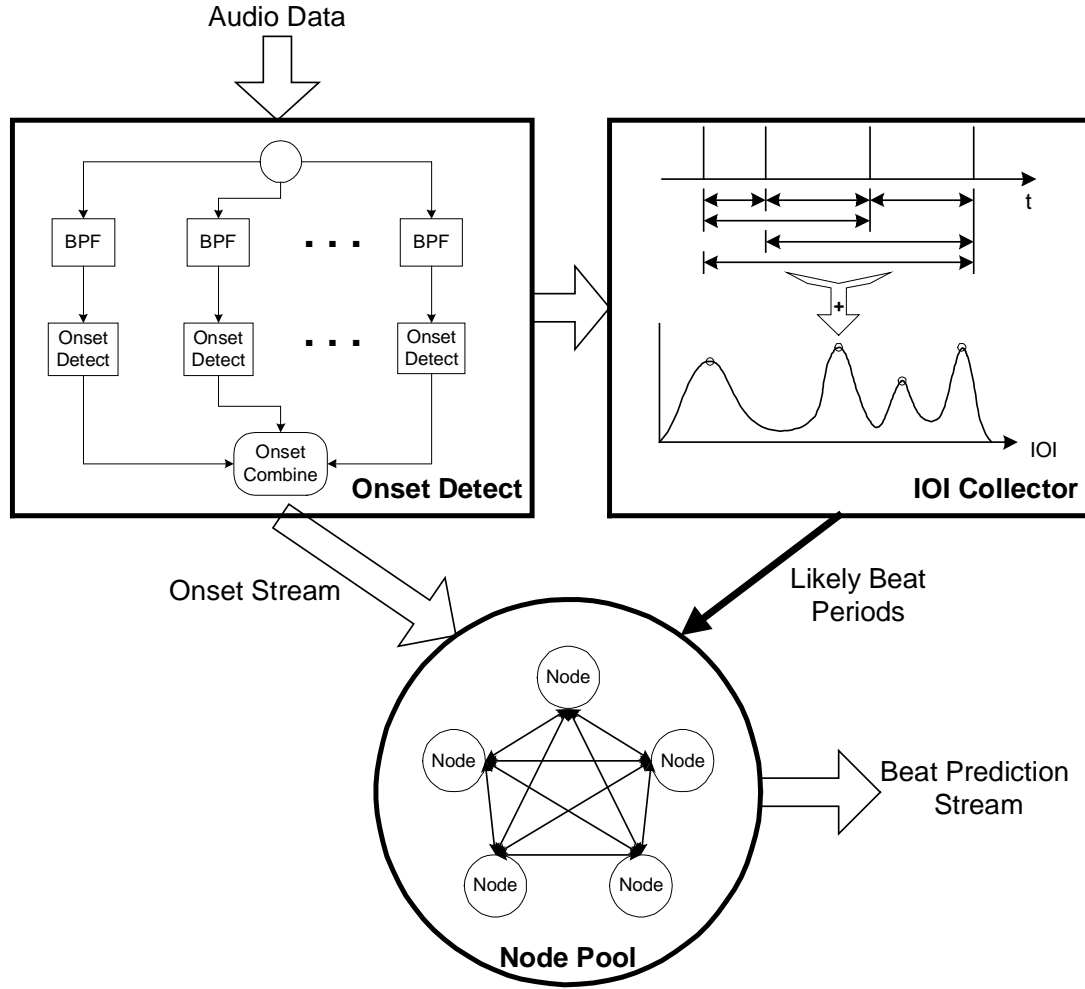 Audio Data
BPF
BPF
. . .
BPF
Onset
Detect
Onset
Detect
. . .
Onset
Detect
Onset
Combine
Onset Detect
t
+
IOI
IOI Collector
Onset Stream
Likely Beat
Periods
Node
Node
Node
Node
Node
Node Pool
Beat Prediction
Stream